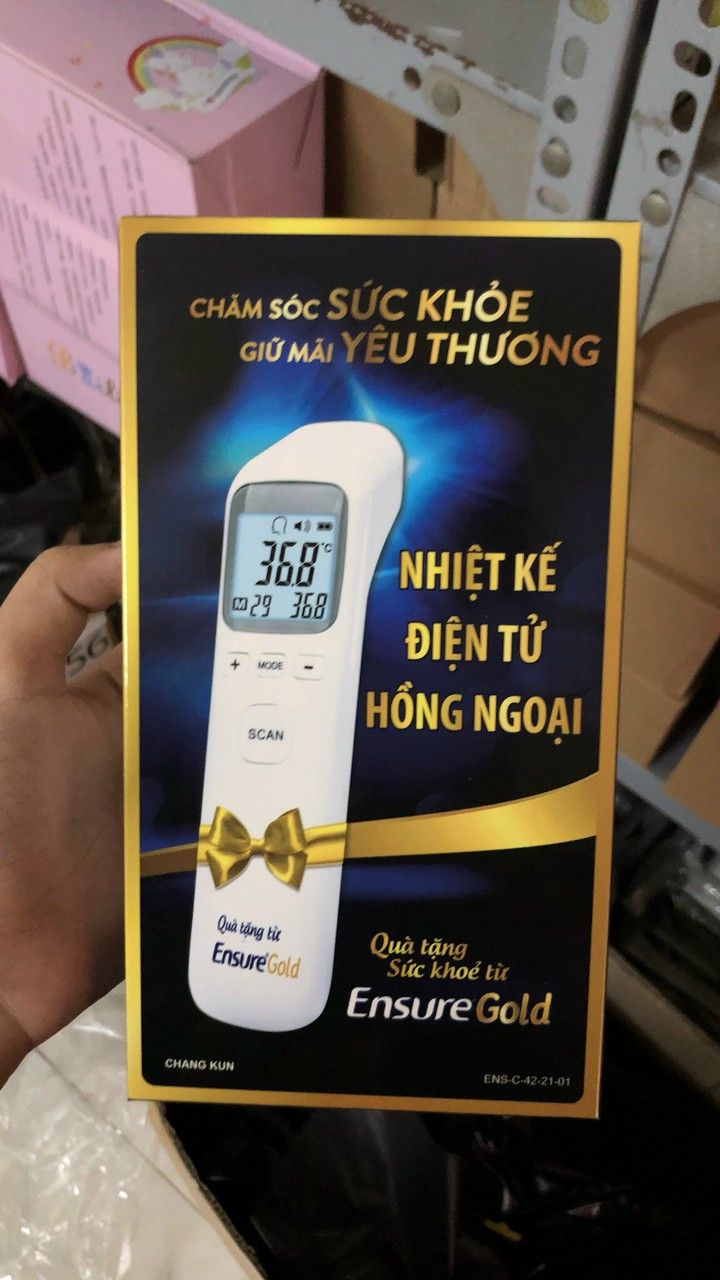 CHĂM SÓC SỨC KHỎE
GIỮ MÃI YÊU THƯƠNG
36.8°C
M 29 36.8
+ MODE -
SCAN
NHIỆT KẾ
ĐIỆN TỬ
HỒNG NGOẠI
Quà tặng từ
Ensure Gold
Quà tặng
Sức khoẻ từ
Ensure Gold
CHANG KUN
ENS-C-42-21-01